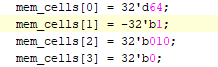 mem_cells[0] = 32'd64;
mem_cells[1] = -32'b1;
mem_cells[2] = 32'b010;
mem_cells[3] = 32'b0;